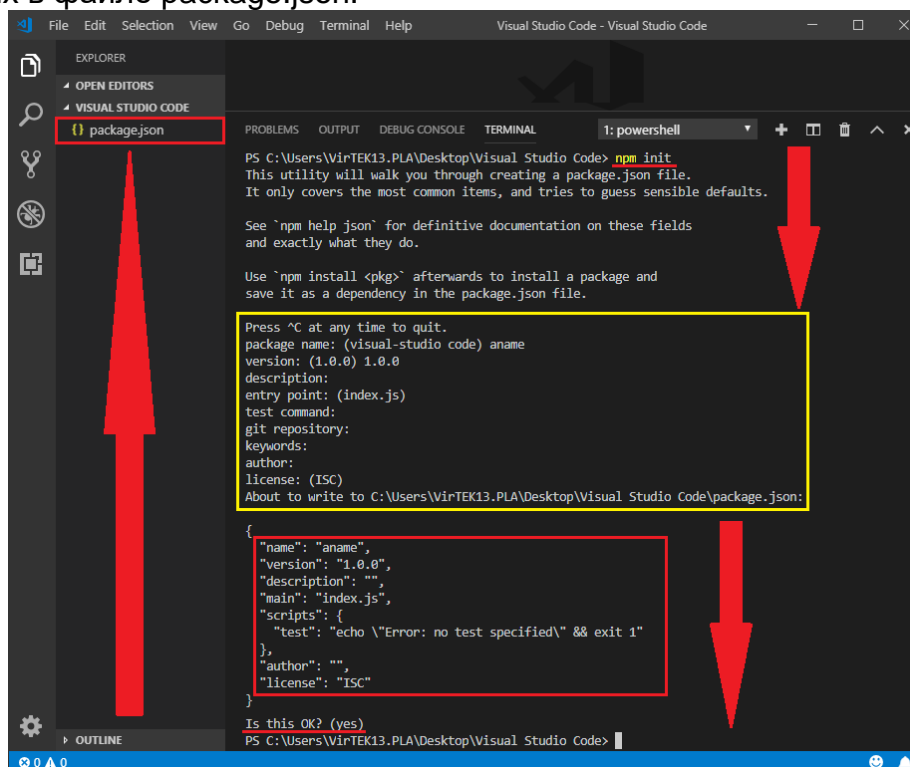 х в файле package.json.
File Edit Selection View Go Debug Terminal Help Visual Studio Code - Visual Studio Code
EXPLORER
OPEN EDITORS
VISUAL STUDIO CODE
{} package.json
PROBLEMS OUTPUT DEBUG CONSOLE TERMINAL 1: powershell
PS C:\Users\VirTEK13.PLA\Desktop\Visual Studio Code> npm init
This utility will walk you through creating a package.json file.
It only covers the most common items, and tries to guess sensible defaults.
See `npm help json` for definitive documentation on these fields
and exactly what they do.
Use `npm install <pkg>` afterwards to install a package and
save it as a dependency in the package.json file.
Press ^C at any time to quit.
package name: (visual-studio code) aname
version: (1.0.0) 1.0.0
description:
entry point: (index.js)
test command:
git repository:
keywords:
author:
license: (ISC)
About to write to C:\Users\VirTEK13.PLA\Desktop\Visual Studio Code\package.json:
{
"name": "aname",
"version": "1.0.0",
"description": "",
"main": "index.js",
"scripts": {
"test": "echo \"Error: no test specified\" && exit 1"
},
"author": "",
"license": "ISC"
}
Is this OK? (yes)
PS C:\Users\VirTEK13.PLA\Desktop\Visual Studio Code>
OUTLINE
0 0